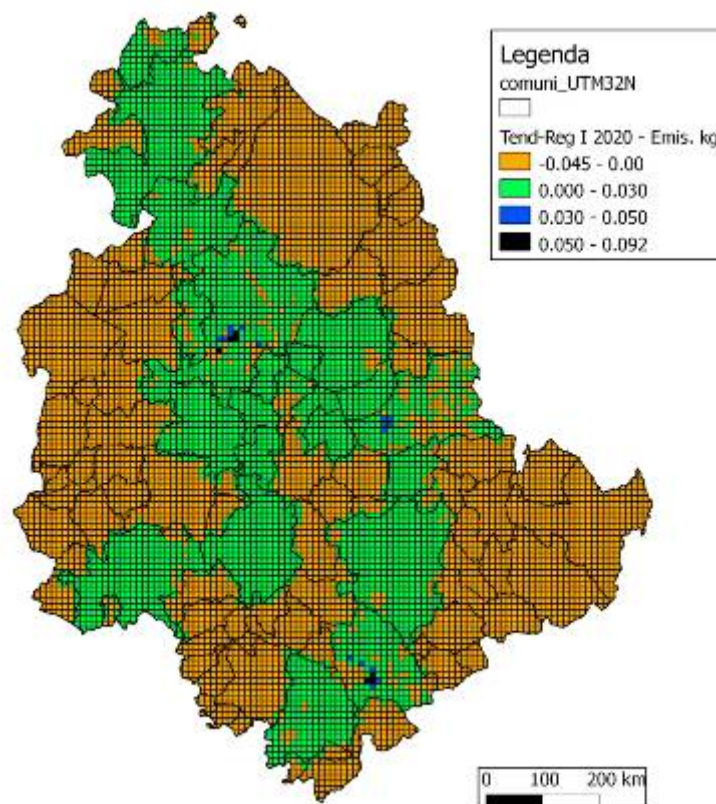 Legenda
comuni_UTM32N
Tend-Reg I 2020 - Emis. kg
-0.045 - 0.00
0.000 - 0.030
0.030 - 0.050
0.050 - 0.092
0 100 200 km